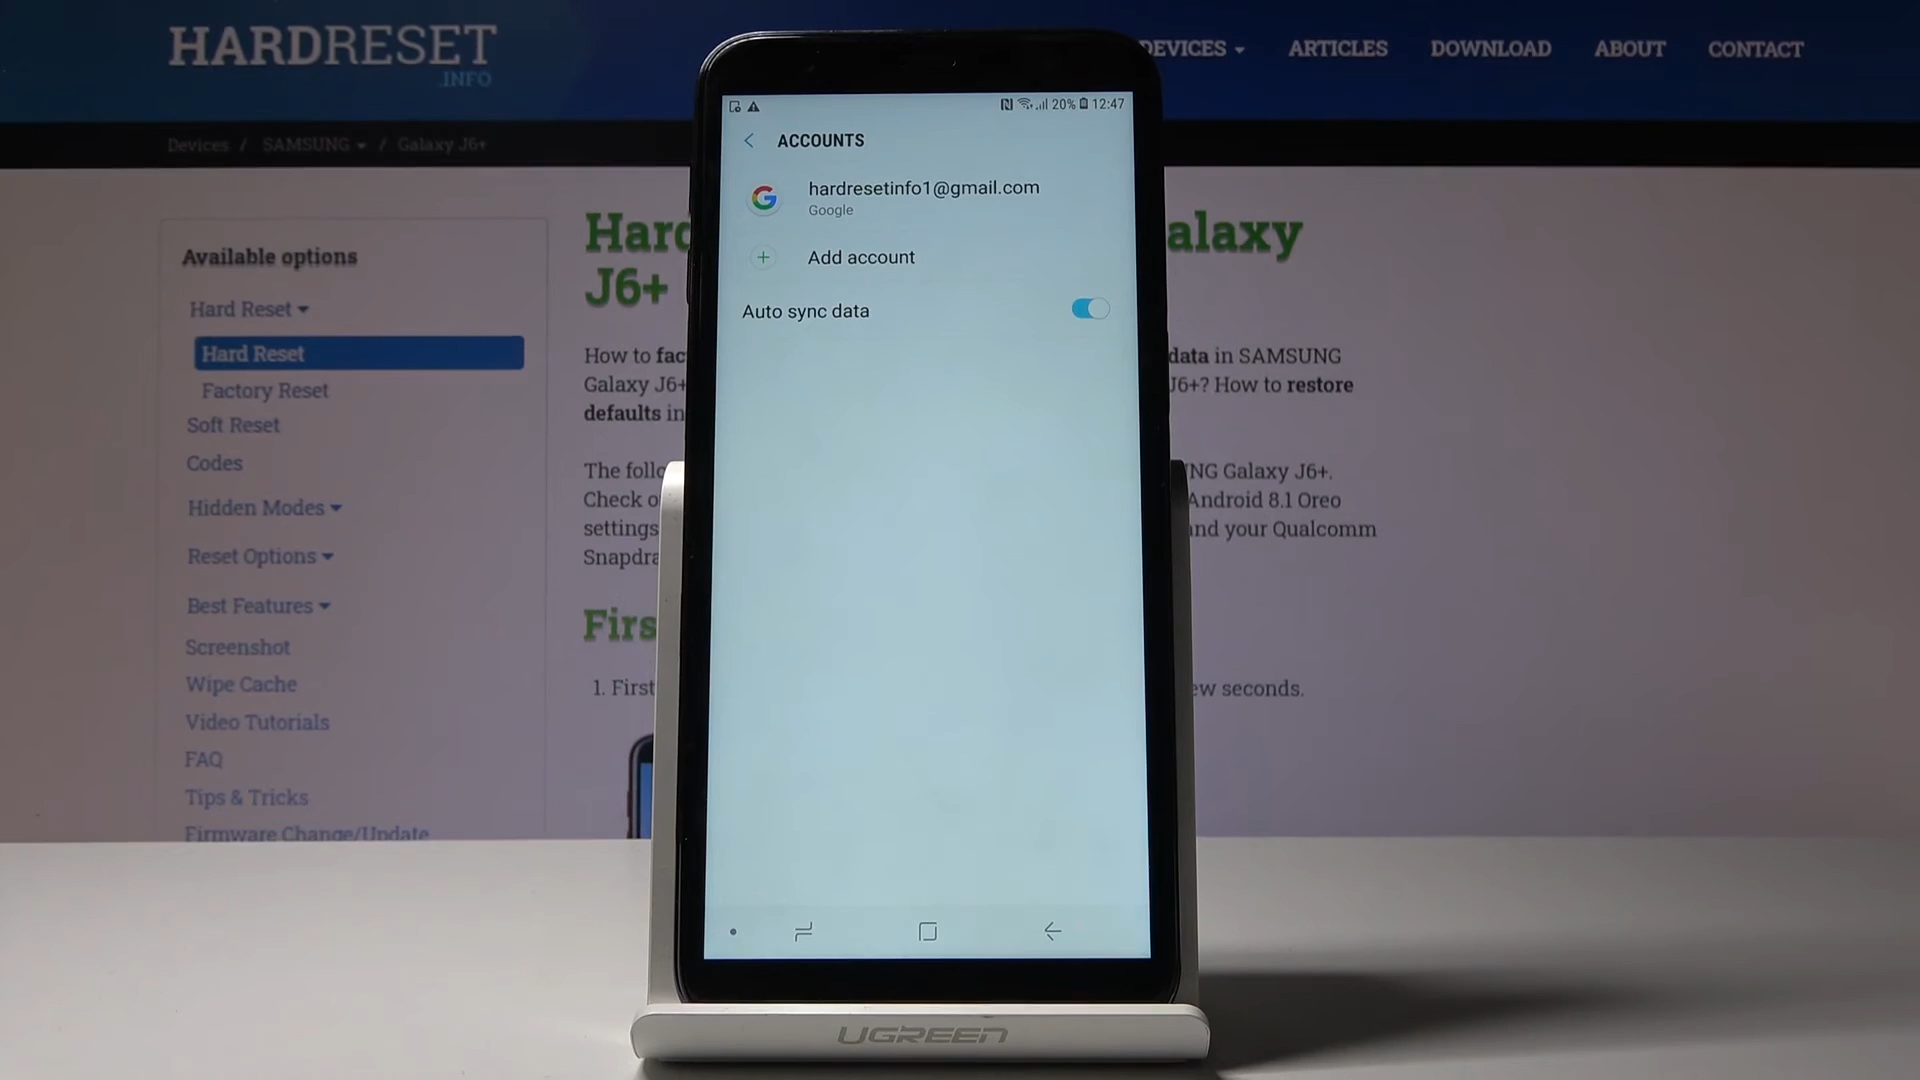 HARDRESET
.INFO
DEVICES
ARTICLES
DOWNLOAD
ABOUT
CONTACT
Devices / SAMSUNG / Galaxy J6+
Available options
Hard Reset
Hard Reset
Factory Reset
Soft Reset
Codes
Hidden Modes
Reset Options
Best Features
Screenshot
Wipe Cache
Video Tutorials
FAQ
Tips & Tricks
Firmware Change/Update
Hard
alaxy
J6+
How to fac
data in SAMSUNG
Galaxy J6+
J6+? How to restore
defaults in
The follo
NG Galaxy J6+.
Check o
Android 8.1 Oreo
settings
and your Qualcomm
Snapdra
Firs
1. First
ew seconds.
20% 12:47
ACCOUNTS
hardresetinfo1@gmail.com
Google
Add account
Auto sync data
UGREEN